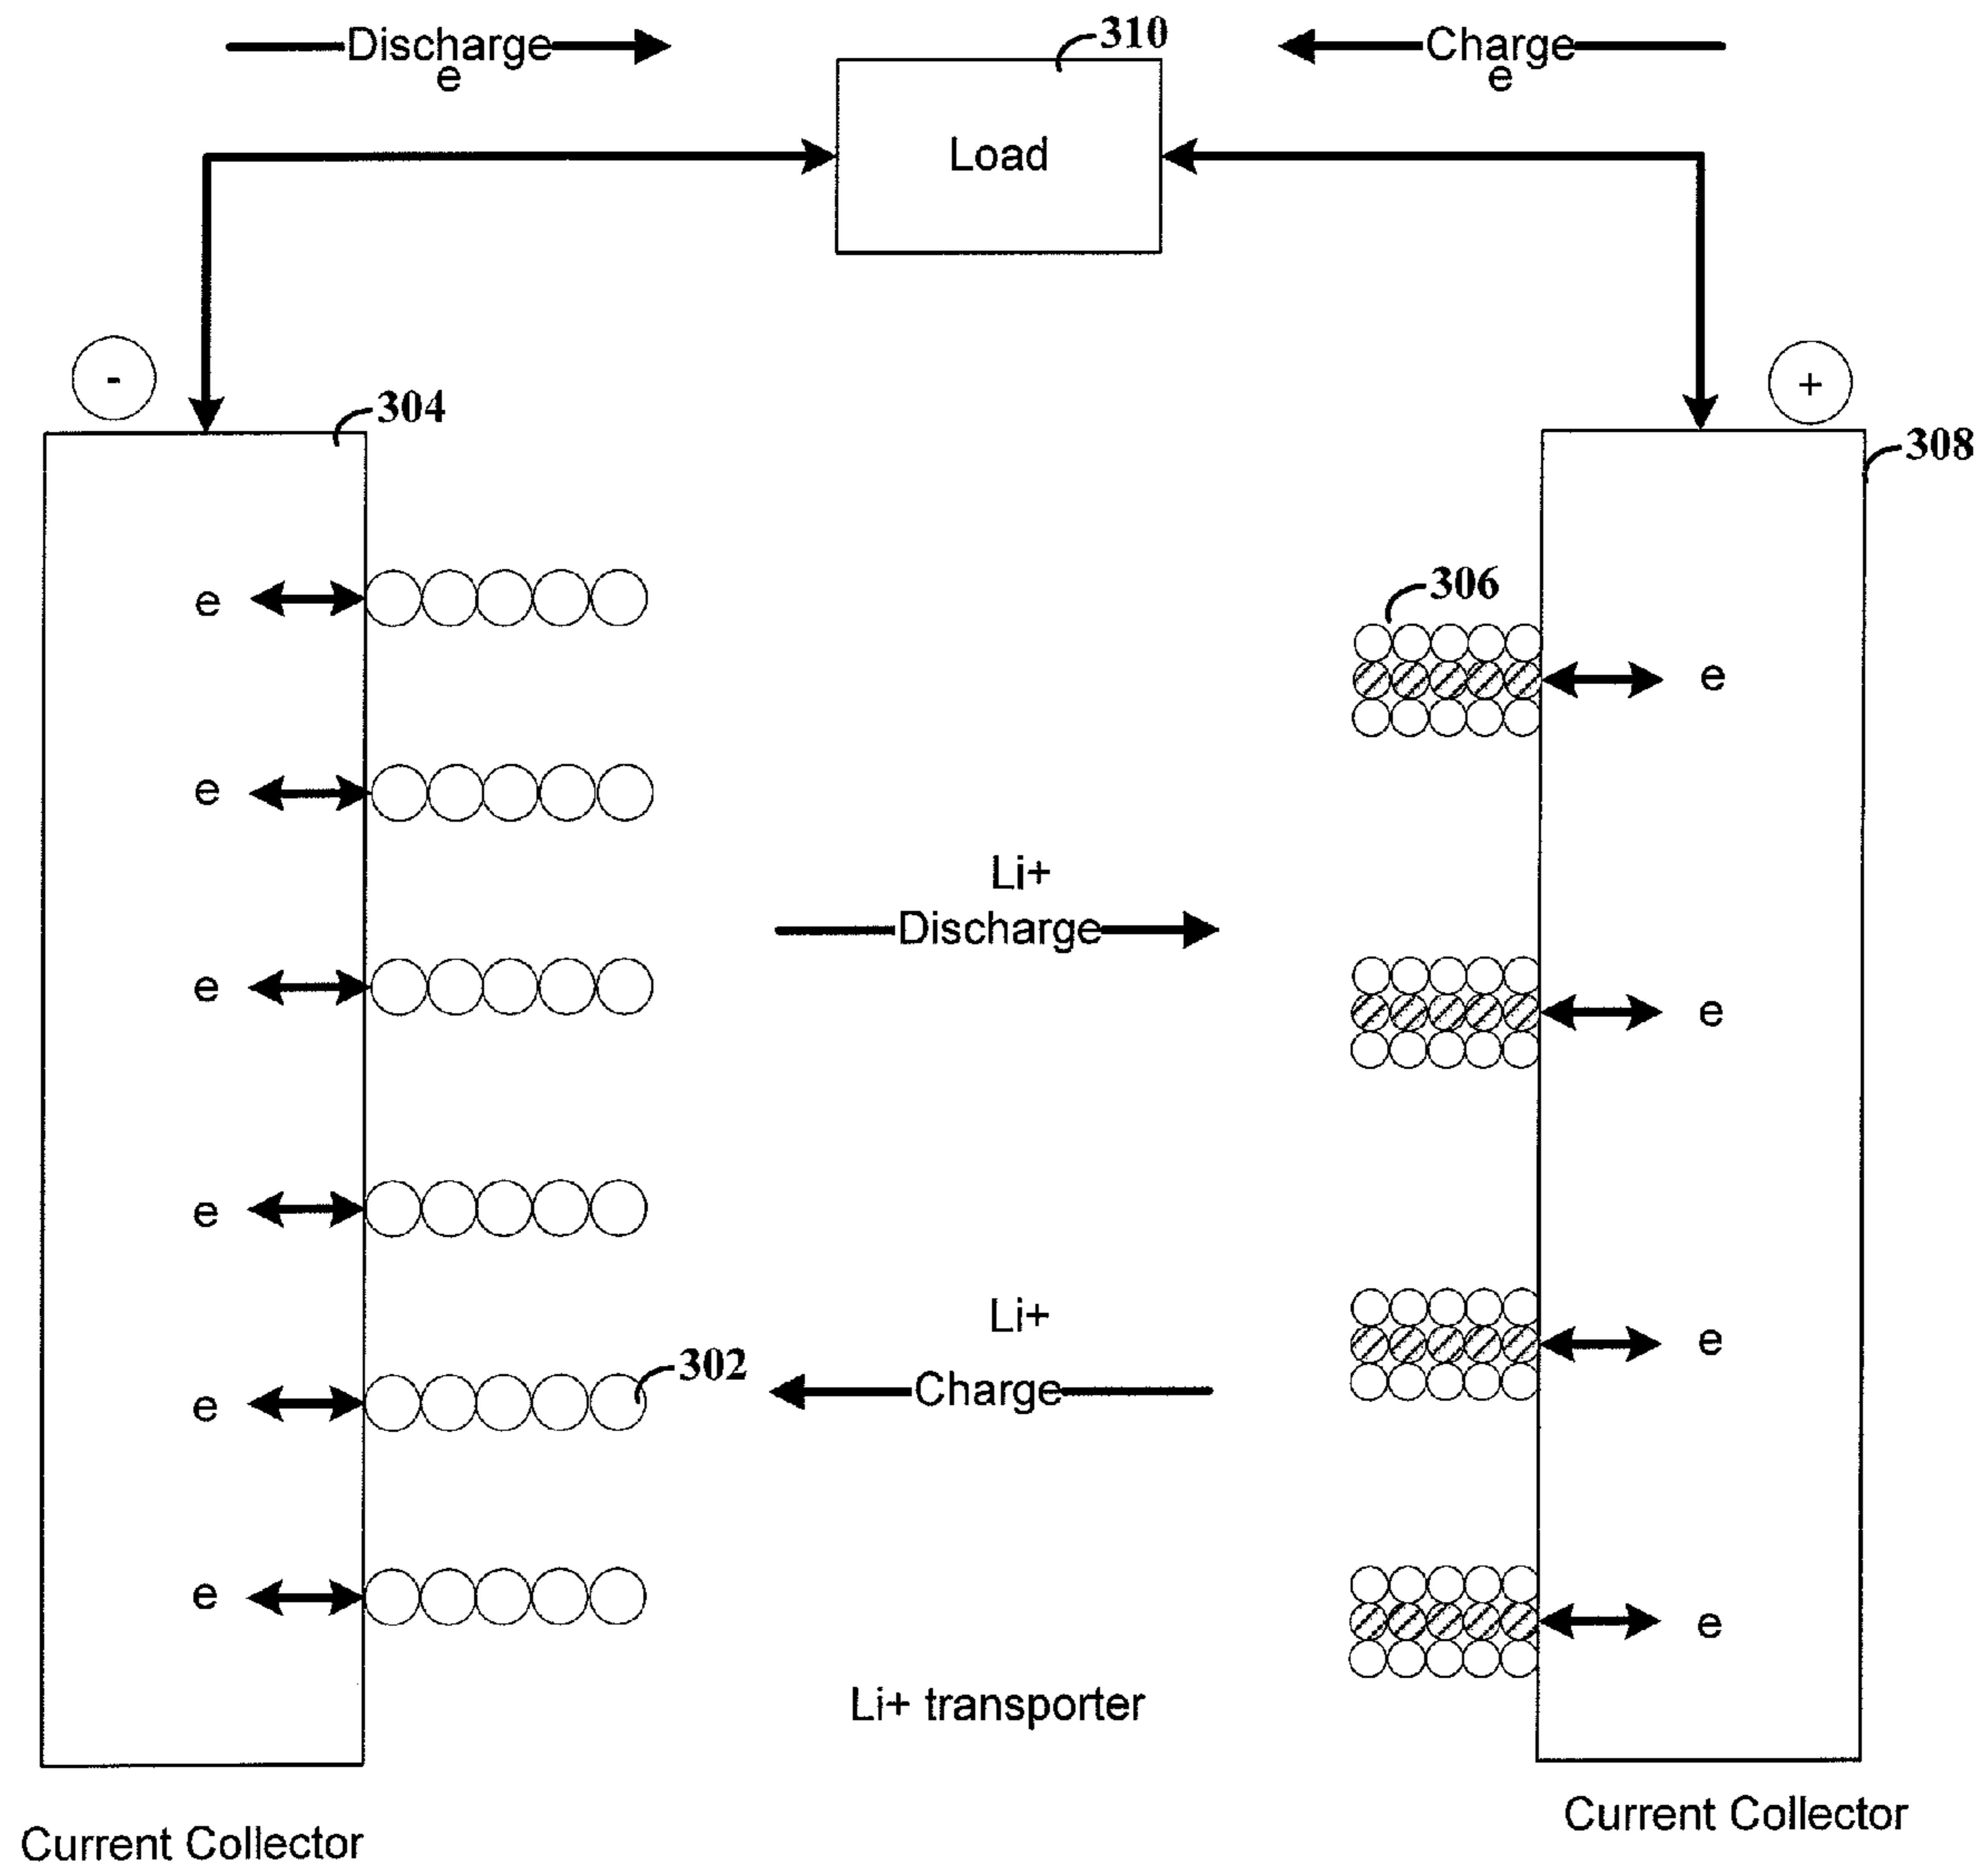 310
Discharge
e
Charge
e
Load
-
+
304
308
e
306
e
e
Li+
Discharge
e
e
e
Li+
302
Charge
e
e
e
e
Li+ transporter
Current Collector
Current Collector